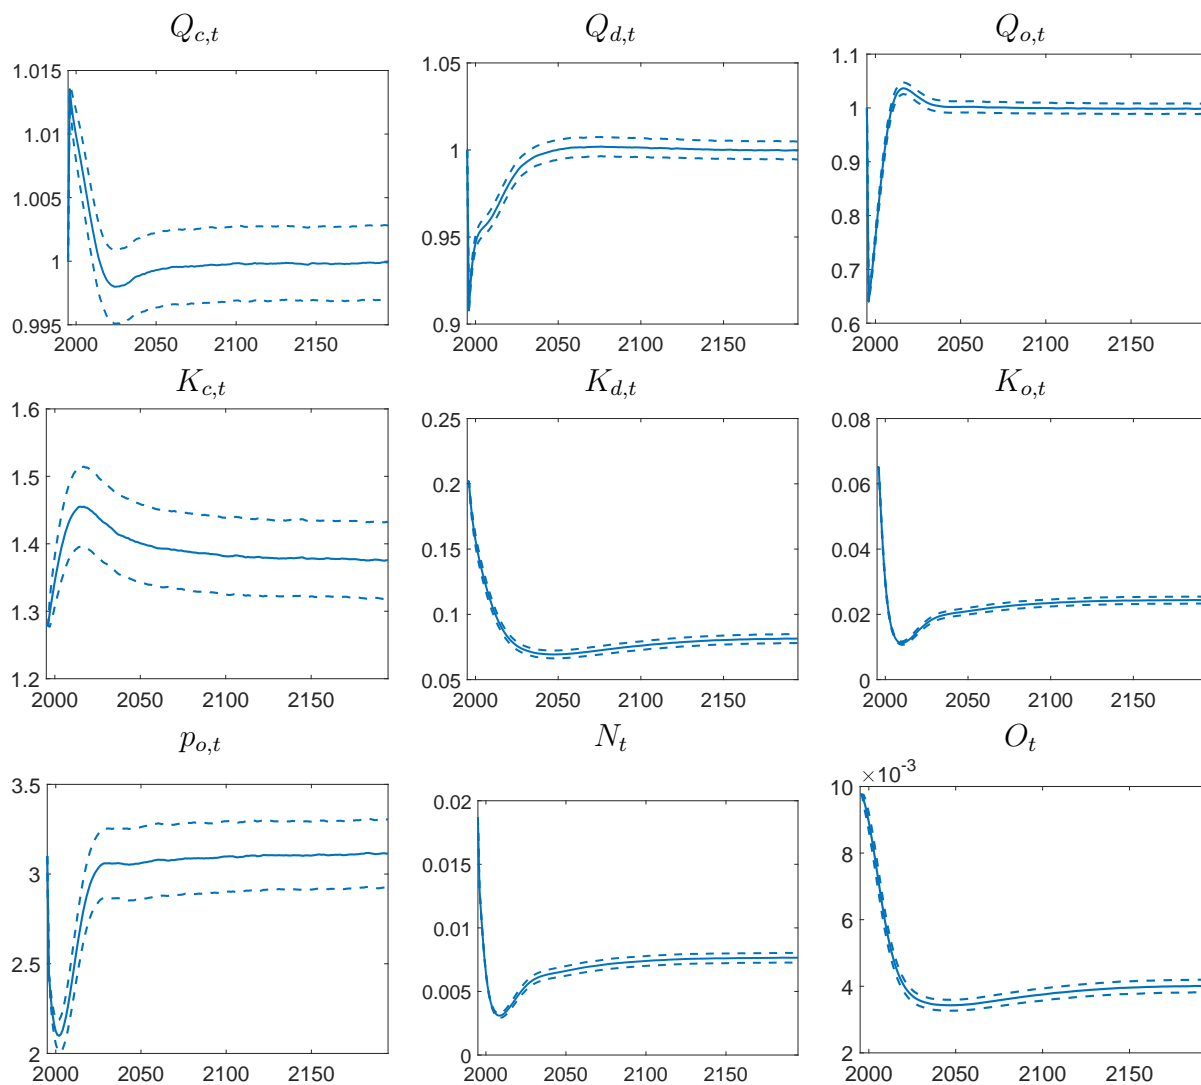 Q_{c,t} Q_{d,t} Q_{o,t}
1.015 1.05 1.1
1.01 1 1
1.005 0.95 0.9
1 0.9 0.8
0.995 0.7
0.6
2000 2050 2100 2150 2000 2050 2100 2150 2000 2050 2100 2150
K_{c,t} K_{d,t} K_{o,t}
1.6 0.25 0.08
1.5 0.2 0.06
1.4 0.15 0.04
1.3 0.1 0.02
1.2 0.05 0
2000 2050 2100 2150 2000 2050 2100 2150 2000 2050 2100 2150
p_{o,t} N_t O_t
×10^{-3}
3.5 0.02 10
3 0.015 8
2.5 0.01 6
2 0.005 4
0 2
2000 2050 2100 2150 2000 2050 2100 2150 2000 2050 2100 2150